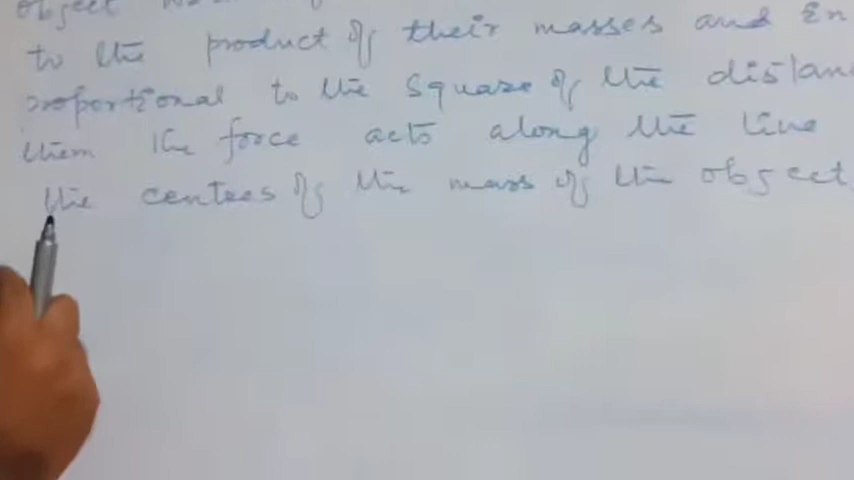 object
to the product of their masses and in
proportional to the square of the distan
them the force acts along the line
the centres of the mass of the object